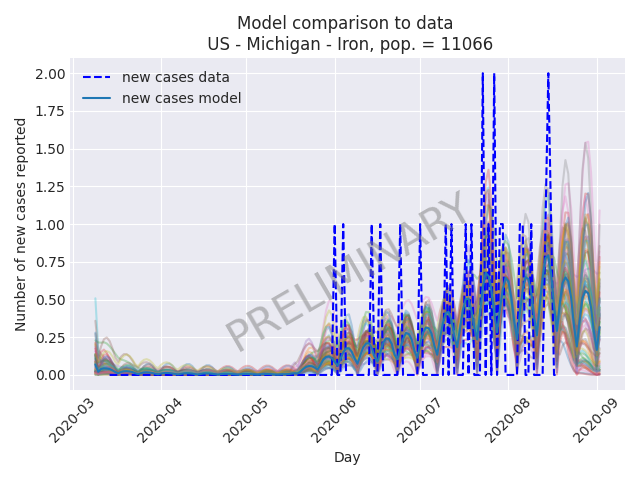 Model comparison to data
US - Michigan - Iron, pop. = 11066
new cases data
new cases model
Number of new cases reported
2.00
1.75
1.50
1.25
1.00
0.75
0.50
0.25
0.00
PRELIMINARY
2020-03
2020-04
2020-05
2020-06
2020-07
2020-08
2020-09
Day